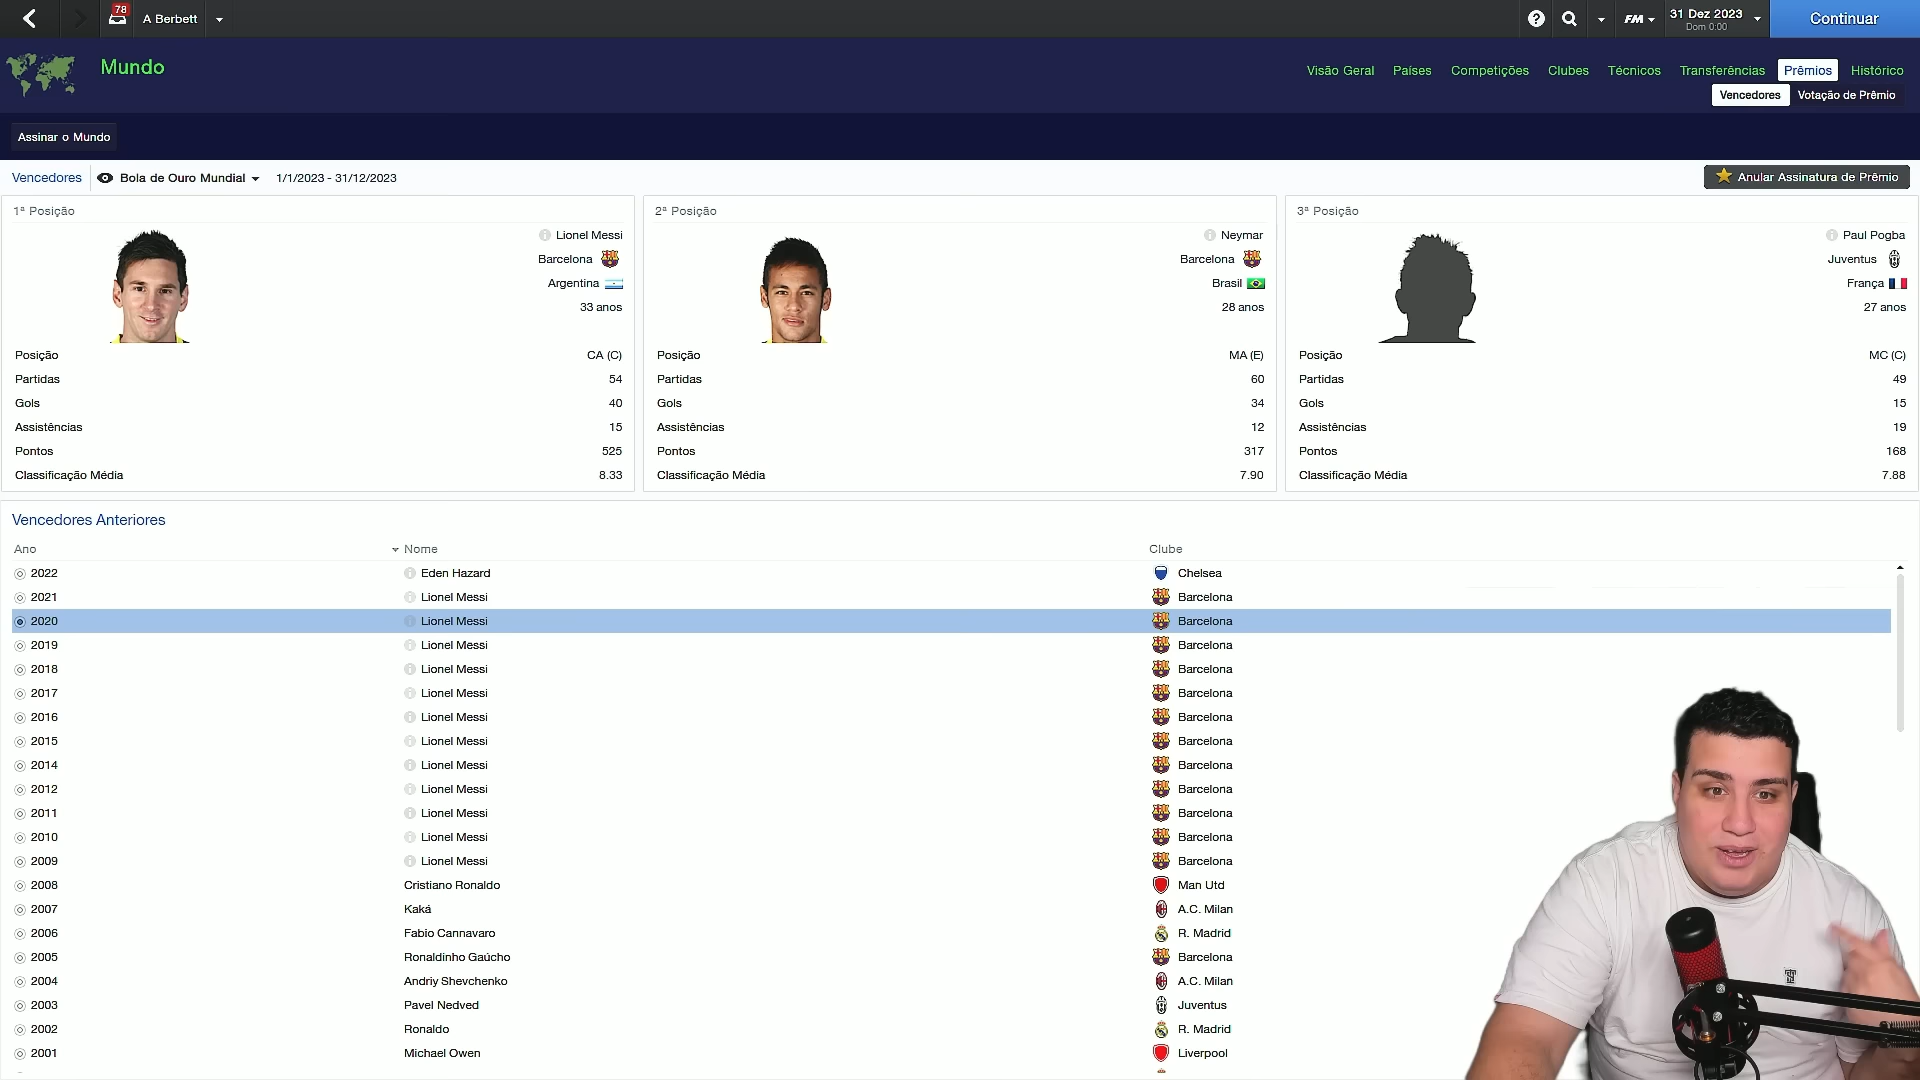 78
A Berbett
FM
31 Dez 2023
Dom 0:00
Continuar
Mundo
Visão Geral
Países
Competições
Clubes
Técnicos
Transferências
Prêmios
Histórico
Vencedores
Votação de Prêmio
Assinar o Mundo
Vencedores
Bola de Ouro Mundial
1/1/2023 - 31/12/2023
Anular Assinatura de Prêmio
1ª Posição
Lionel Messi
Barcelona
Argentina
33 anos
Posição CA (C)
Partidas 54
Gols 40
Assistências 15
Pontos 525
Classificação Média 8.33
2ª Posição
Neymar
Barcelona
Brasil
28 anos
Posição MA (E)
Partidas 60
Gols 34
Assistências 12
Pontos 317
Classificação Média 7.90
3ª Posição
Paul Pogba
Juventus
França
27 anos
Posição MC (C)
Partidas 49
Gols 15
Assistências 19
Pontos 168
Classificação Média 7.88
Vencedores Anteriores
Ano Nome Clube
2022 Eden Hazard Chelsea
2021 Lionel Messi Barcelona
2020 Lionel Messi Barcelona
2019 Lionel Messi Barcelona
2018 Lionel Messi Barcelona
2017 Lionel Messi Barcelona
2016 Lionel Messi Barcelona
2015 Lionel Messi Barcelona
2014 Lionel Messi Barcelona
2012 Lionel Messi Barcelona
2011 Lionel Messi Barcelona
2010 Lionel Messi Barcelona
2009 Lionel Messi Barcelona
2008 Cristiano Ronaldo Man Utd
2007 Kaká A.C. Milan
2006 Fabio Cannavaro R. Madrid
2005 Ronaldinho Gaúcho Barcelona
2004 Andriy Shevchenko A.C. Milan
2003 Pavel Nedved Juventus
2002 Ronaldo R. Madrid
2001 Michael Owen Liverpool